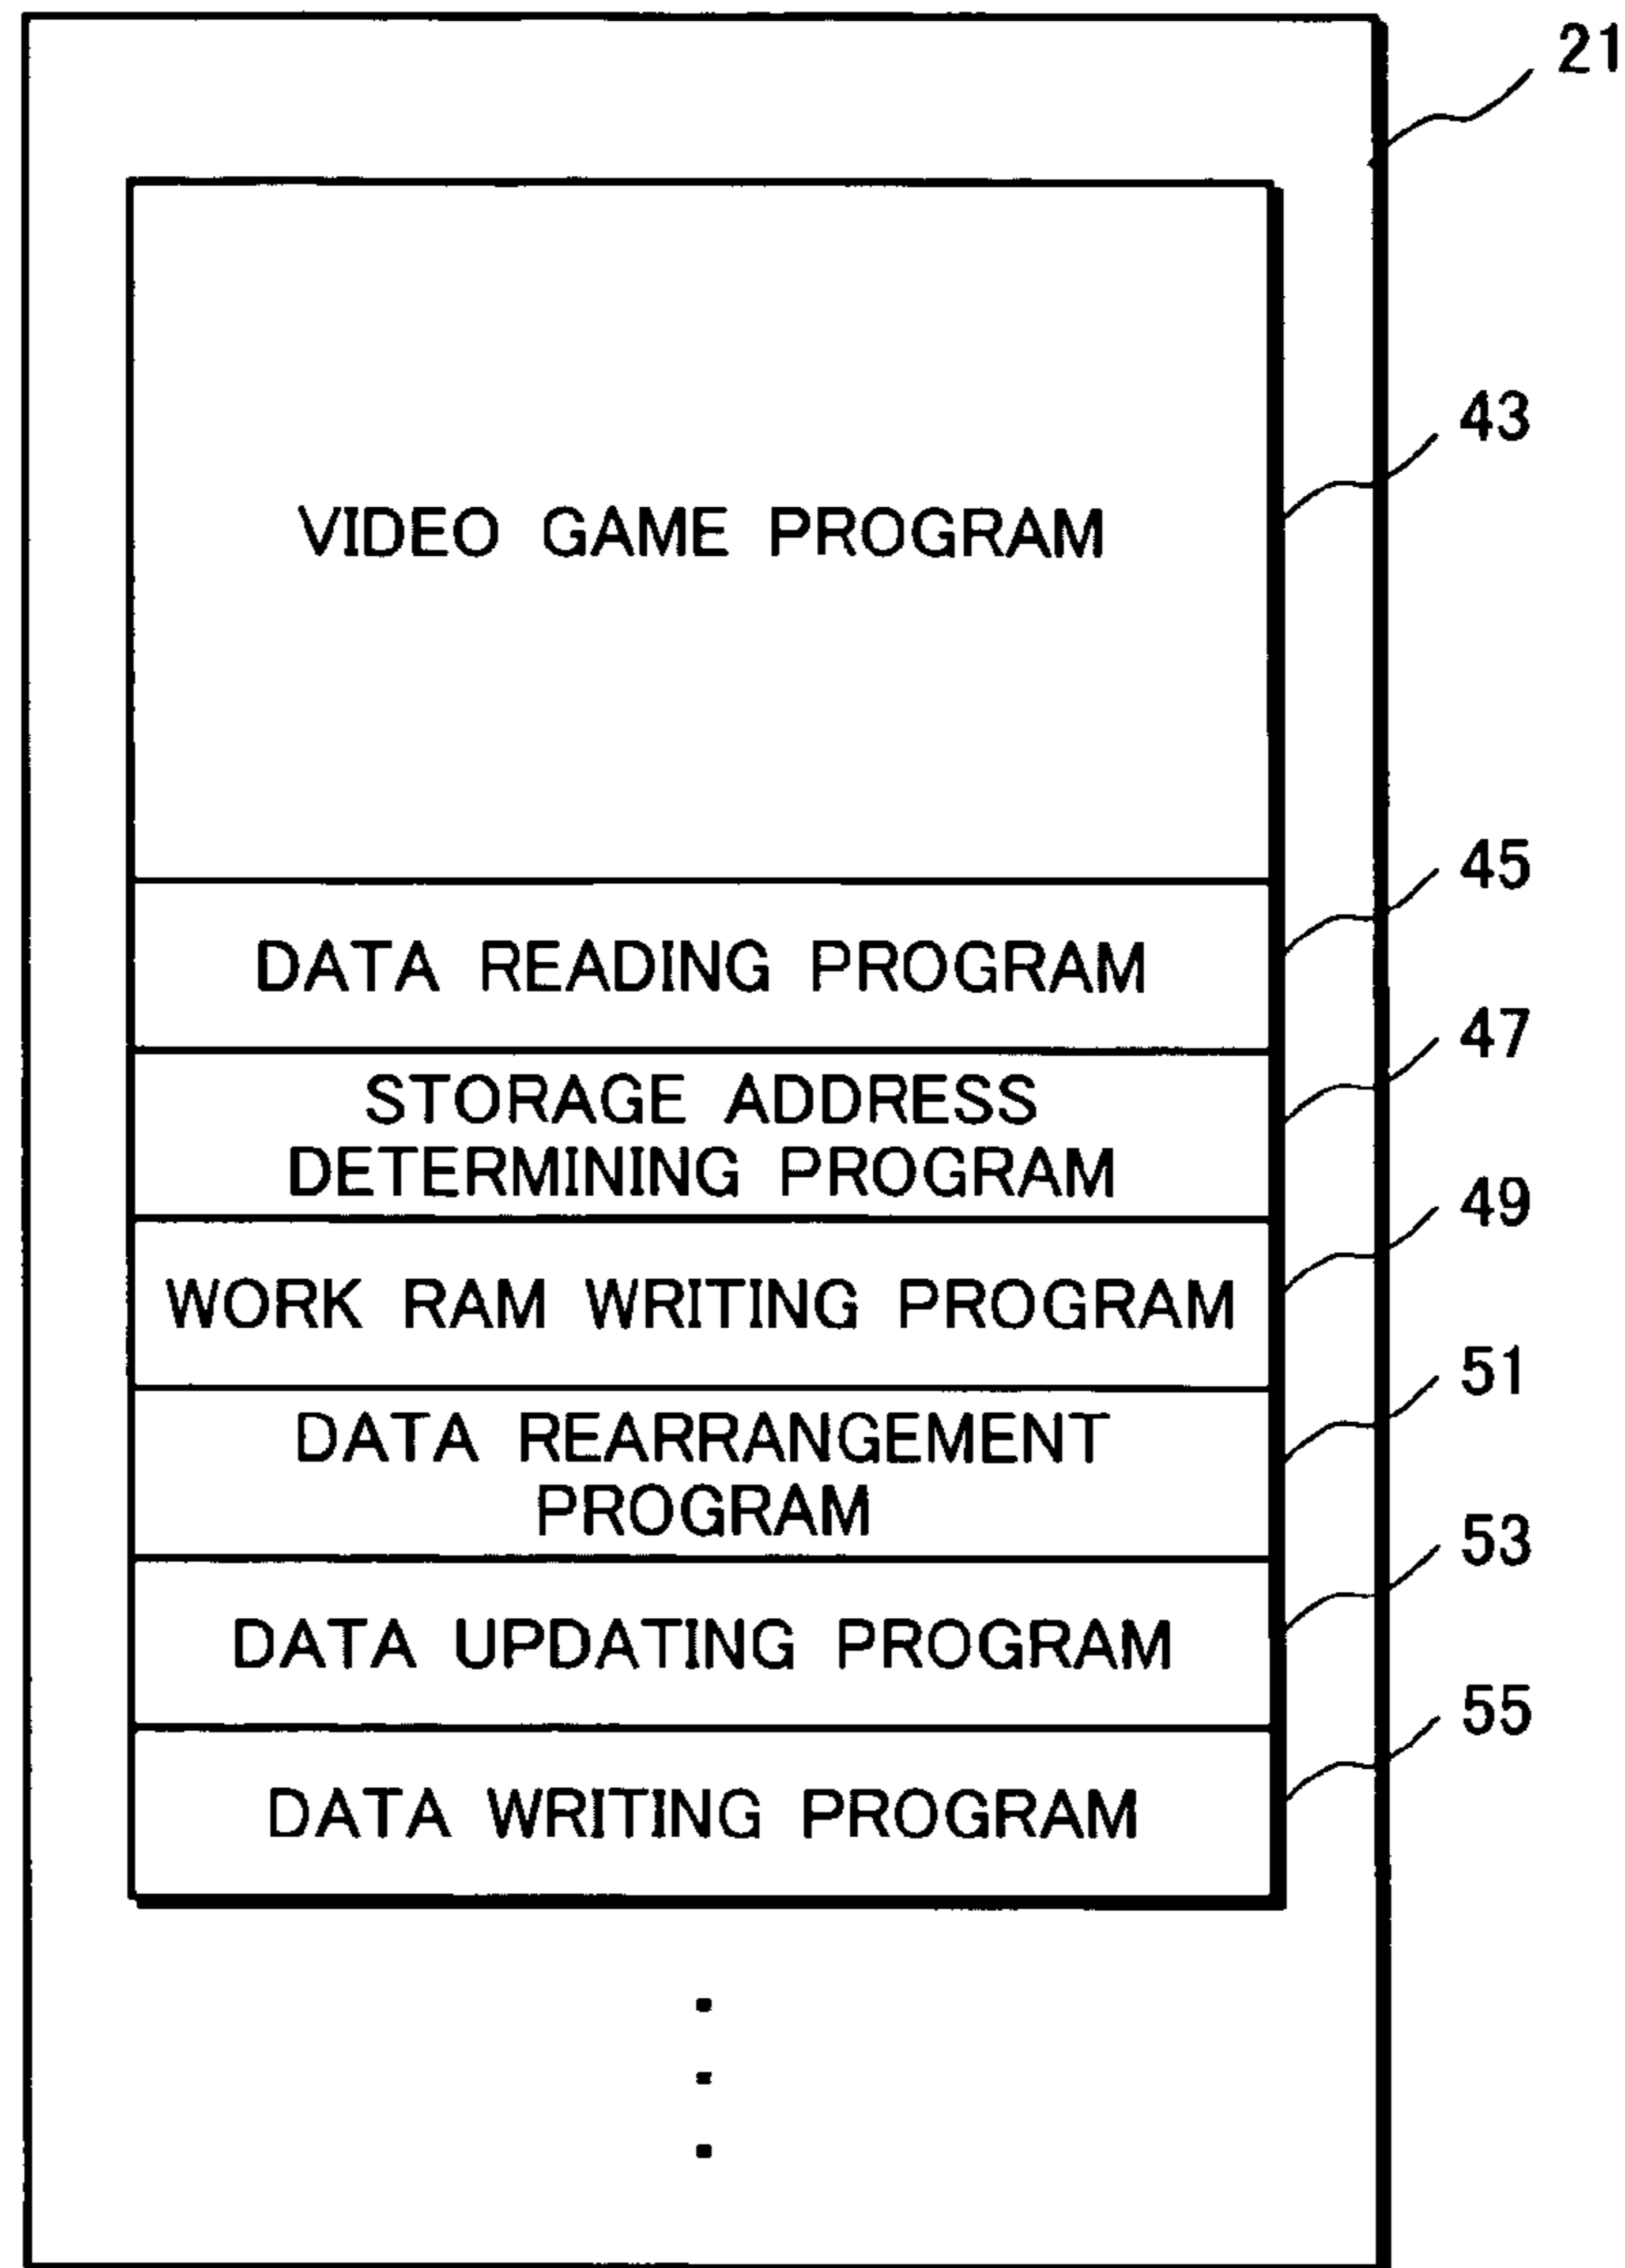 21
43
VIDEO GAME PROGRAM
45
DATA READING PROGRAM
47
STORAGE ADDRESS
DETERMINING PROGRAM
49
WORK RAM WRITING PROGRAM
51
DATA REARRANGEMENT
PROGRAM
53
DATA UPDATING PROGRAM
55
DATA WRITING PROGRAM